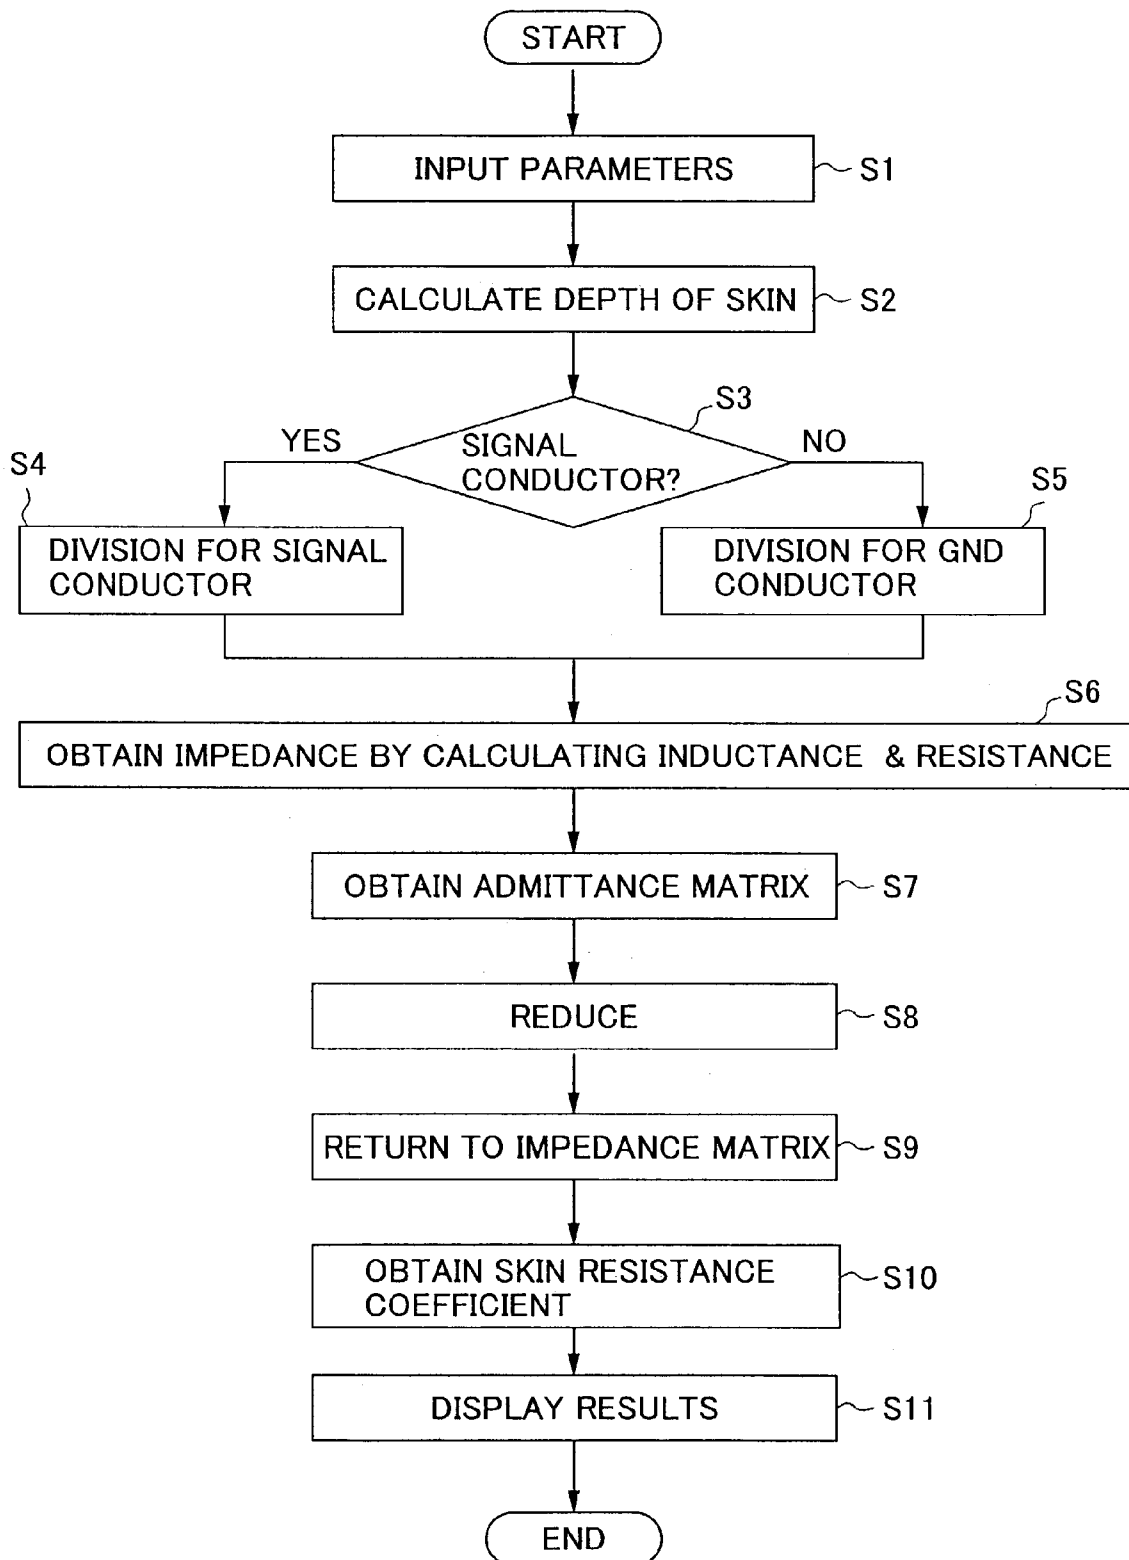 START
INPUT PARAMETERS
S1
CALCULATE DEPTH OF SKIN
S2
S3
SIGNAL
CONDUCTOR?
YES
NO
S4
DIVISION FOR SIGNAL
CONDUCTOR
S5
DIVISION FOR GND
CONDUCTOR
S6
OBTAIN IMPEDANCE BY CALCULATING INDUCTANCE & RESISTANCE
OBTAIN ADMITTANCE MATRIX
S7
REDUCE
S8
RETURN TO IMPEDANCE MATRIX
S9
OBTAIN SKIN RESISTANCE
COEFFICIENT
S10
DISPLAY RESULTS
S11
END